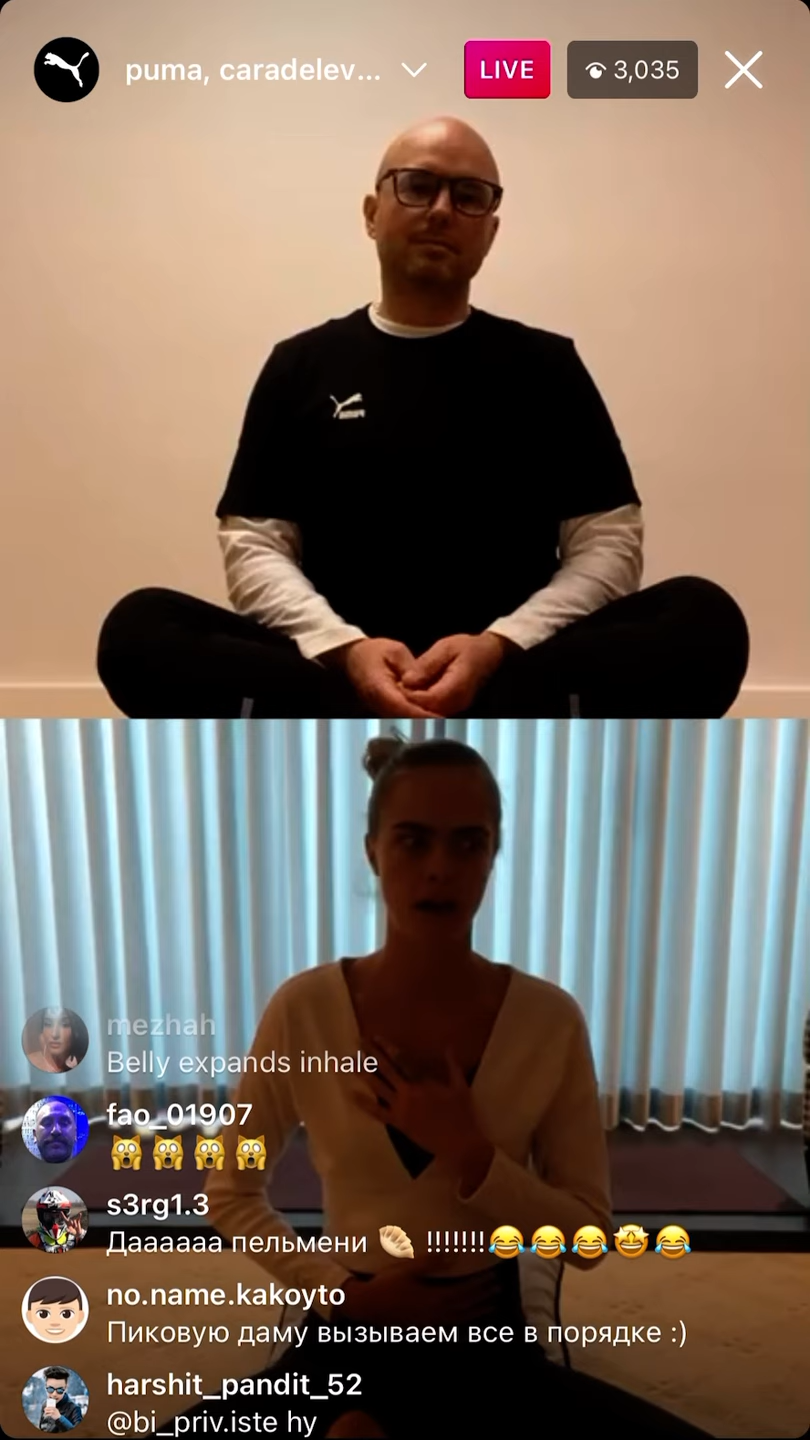 puma, caradelev...
LIVE
3,035
mezhah
Belly expands inhale
fao_01907
🙀🙀🙀🙀
s3rg1.3
Даааааа пельмени 🥟 !!!!!!!😂😂😂🤩😂
no.name.kakoyto
Пиковую даму вызываем все в порядке :)
harshit_pandit_52
@bi_priv.iste hy